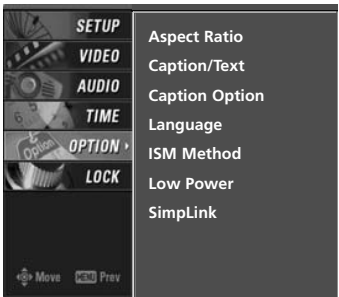 SETUP
VIDEO
AUDIO
TIME
Option
OPTION
LOCK
Move MENU Prev
Aspect Ratio
Caption/Text
Caption Option
Language
ISM Method
Low Power
SimpLink